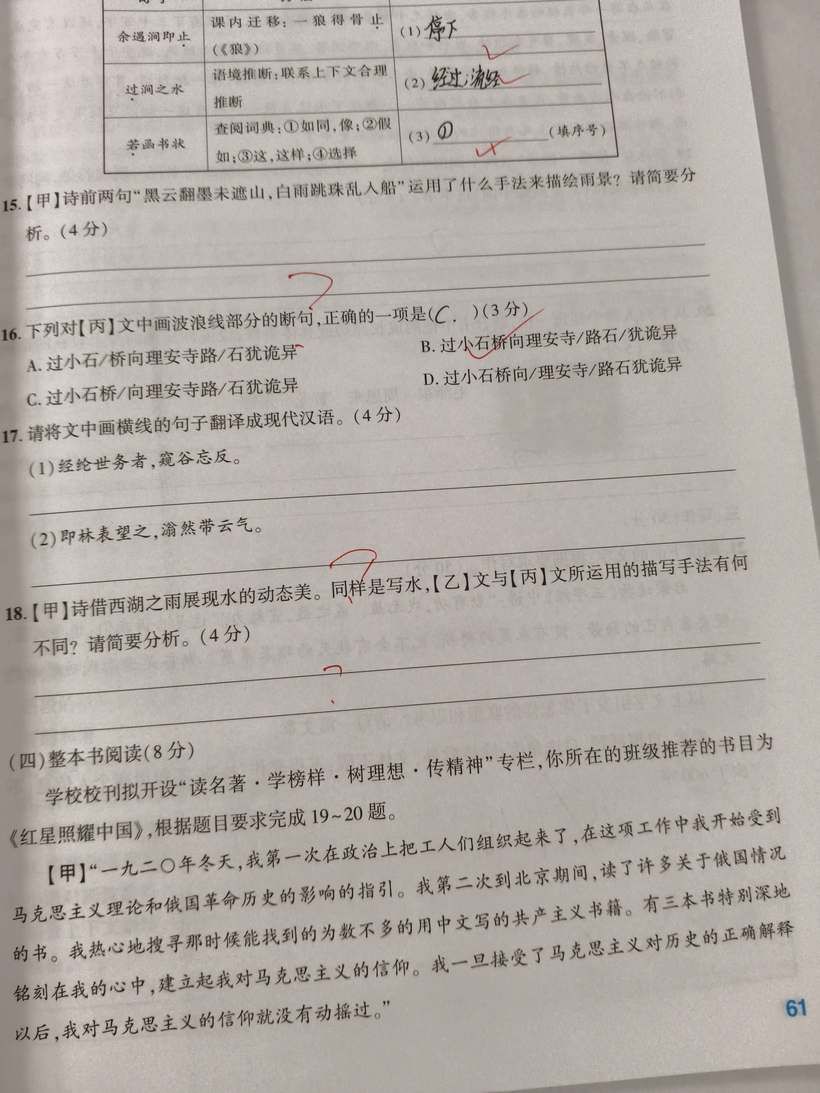 余遇涧即止
课内迁移：一狼得骨止
(《狼》)
(1)停下
过涧之水
语境推断；联系上下文合理
推断
(2)经过；流经
若函书状
查阅词典：①如同，像；②假
如；③这，这样；④选择
(3)① (填序号)
15.【甲】诗前两句“黑云翻墨未遮山，白雨跳珠乱入船”运用了什么手法来描绘雨景？请简要分
析。(4分)
?
16.下列对【丙】文中画波浪线部分的断句，正确的一项是(C.)(3分)
A.过小石/桥向理安寺路/石犹诡异
B.过小石桥向理安寺/路石/犹诡异
C.过小石桥/向理安寺路/石犹诡异
D.过小石桥向/理安寺/路石犹诡异
17.请将文中画横线的句子翻译成现代汉语。(4分)
(1)经纶世务者，窥谷忘反。
(2)即林表望之，滃然带云气。
?
18.【甲】诗借西湖之雨展现水的动态美。同样是写水，【乙】文与【丙】文所运用的描写手法有何
不同？请简要分析。(4分)
?
(四)整本书阅读(8分)
学校校刊拟开设“读名著·学榜样·树理想·传精神”专栏，你所在的班级推荐的书目为
《红星照耀中国》，根据题目要求完成19~20题。
【甲】“一九二〇年冬天，我第一次在政治上把工人们组织起来了，在这项工作中我开始受到
马克思主义理论和俄国革命历史的影响的指引。我第二次到北京期间，读了许多关于俄国情况
的书。我热心地搜寻那时候能找到的为数不多的用中文写的共产主义书籍。有三本书特别深地
铭刻在我的心中，建立起我对马克思主义的信仰。我一旦接受了马克思主义对历史的正确解释
以后，我对马克思主义的信仰就没有动摇过。”
61